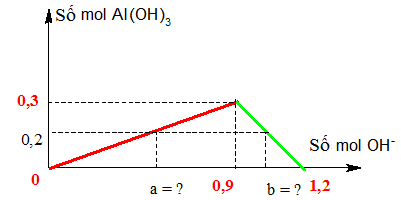 Số mol Al(OH)₃
0,3
0,2
Số mol OH⁻
0
a = ?
0,9
b = ?
1,2